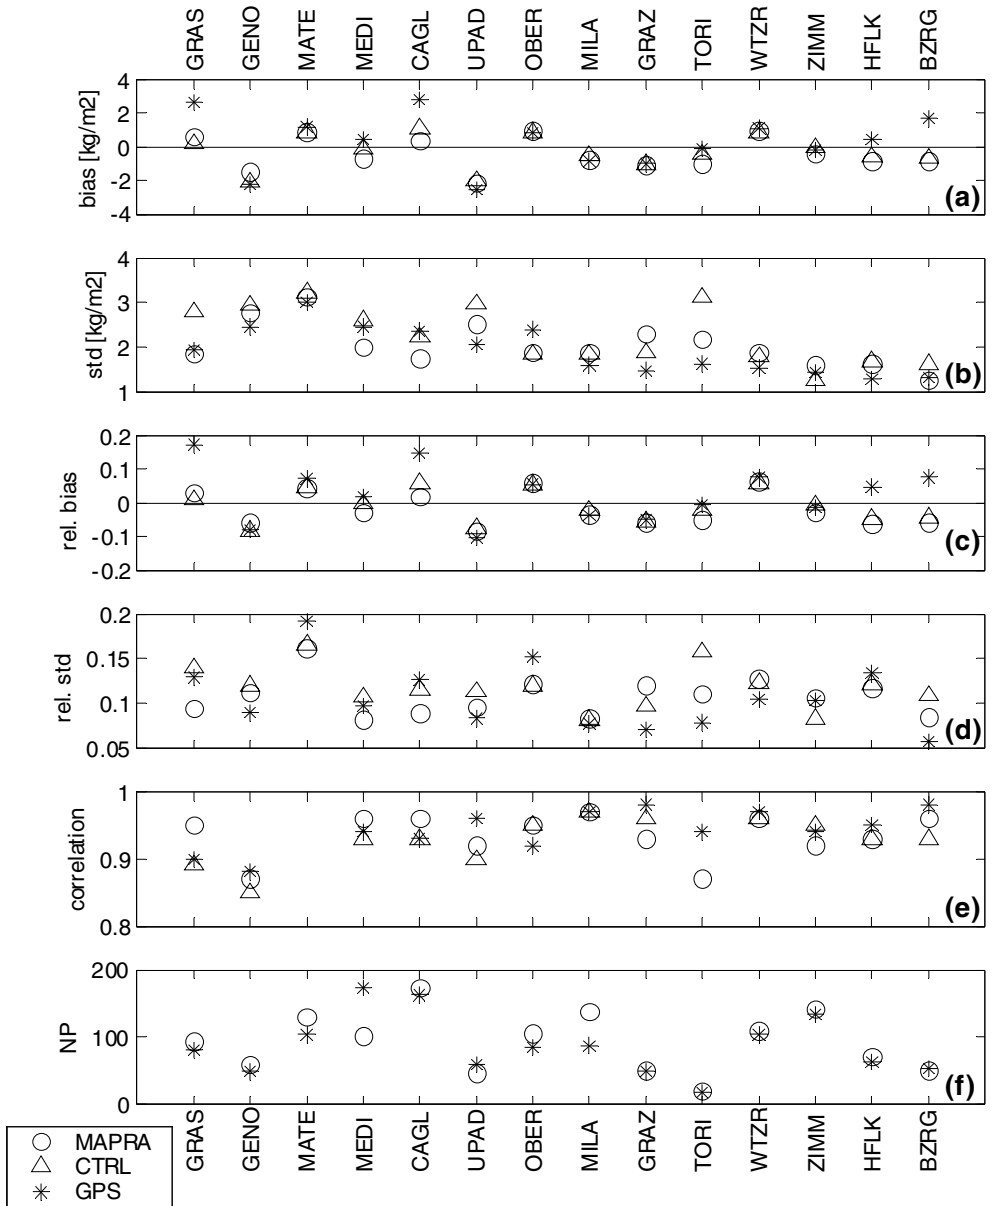 GRAS
GENO
MATE
MEDI
CAGL
UPAD
OBER
MILA
GRAZ
TORI
WTZR
ZIMM
HFLK
BZRG
4
2
0
-2
-4
bias [kg/m2]
(a)
4
3
2
1
std [kg/m2]
(b)
0.2
0.1
0
-0.1
-0.2
rel. bias
(c)
0.2
0.15
0.1
0.05
rel. std
(d)
1
0.9
0.8
correlation
(e)
200
100
0
NP
(f)
GRAS
GENO
MATE
MEDI
CAGL
UPAD
OBER
MILA
GRAZ
TORI
WTZR
ZIMM
HFLK
BZRG
MAPRA
CTRL
GPS